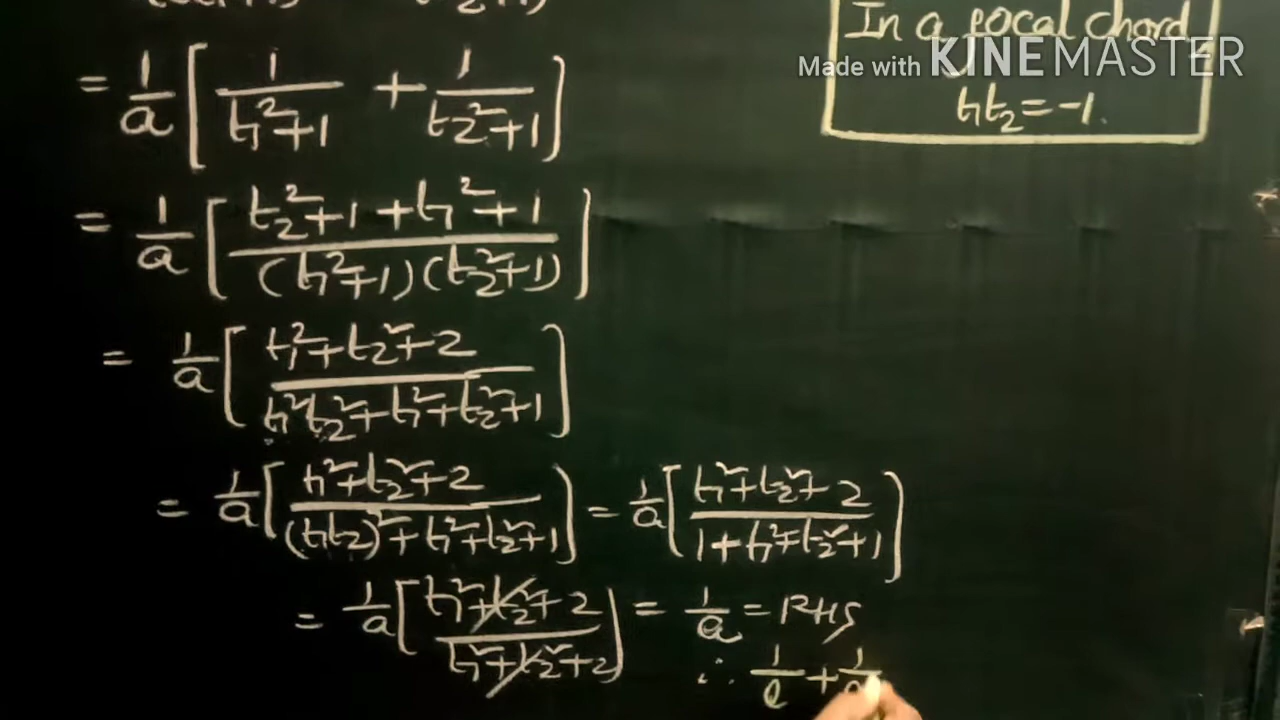 In a focal chord
Made with KINEMASTER
t₁t₂ = -1.
= 1/a [ 1/(t₁²+1) + 1/(t₂²+1) ]
= 1/a [ (t₂²+1+t₁²+1)/((t₁²+1)(t₂²+1)) ]
= 1/a [ (t₁²+t₂²+2)/(t₁²t₂²+t₁²+t₂²+1) ]
= 1/a [ (t₁²+t₂²+2)/((t₁t₂)²+t₁²+t₂²+1) ] = 1/a [ (t₁²+t₂²+2)/(1+t₁²+t₂²+1) ]
= 1/a [ (t₁²+t₂²+2)/(t₁²+t₂²+2) ] = 1/a = RHS
∴ 1/l + 1/